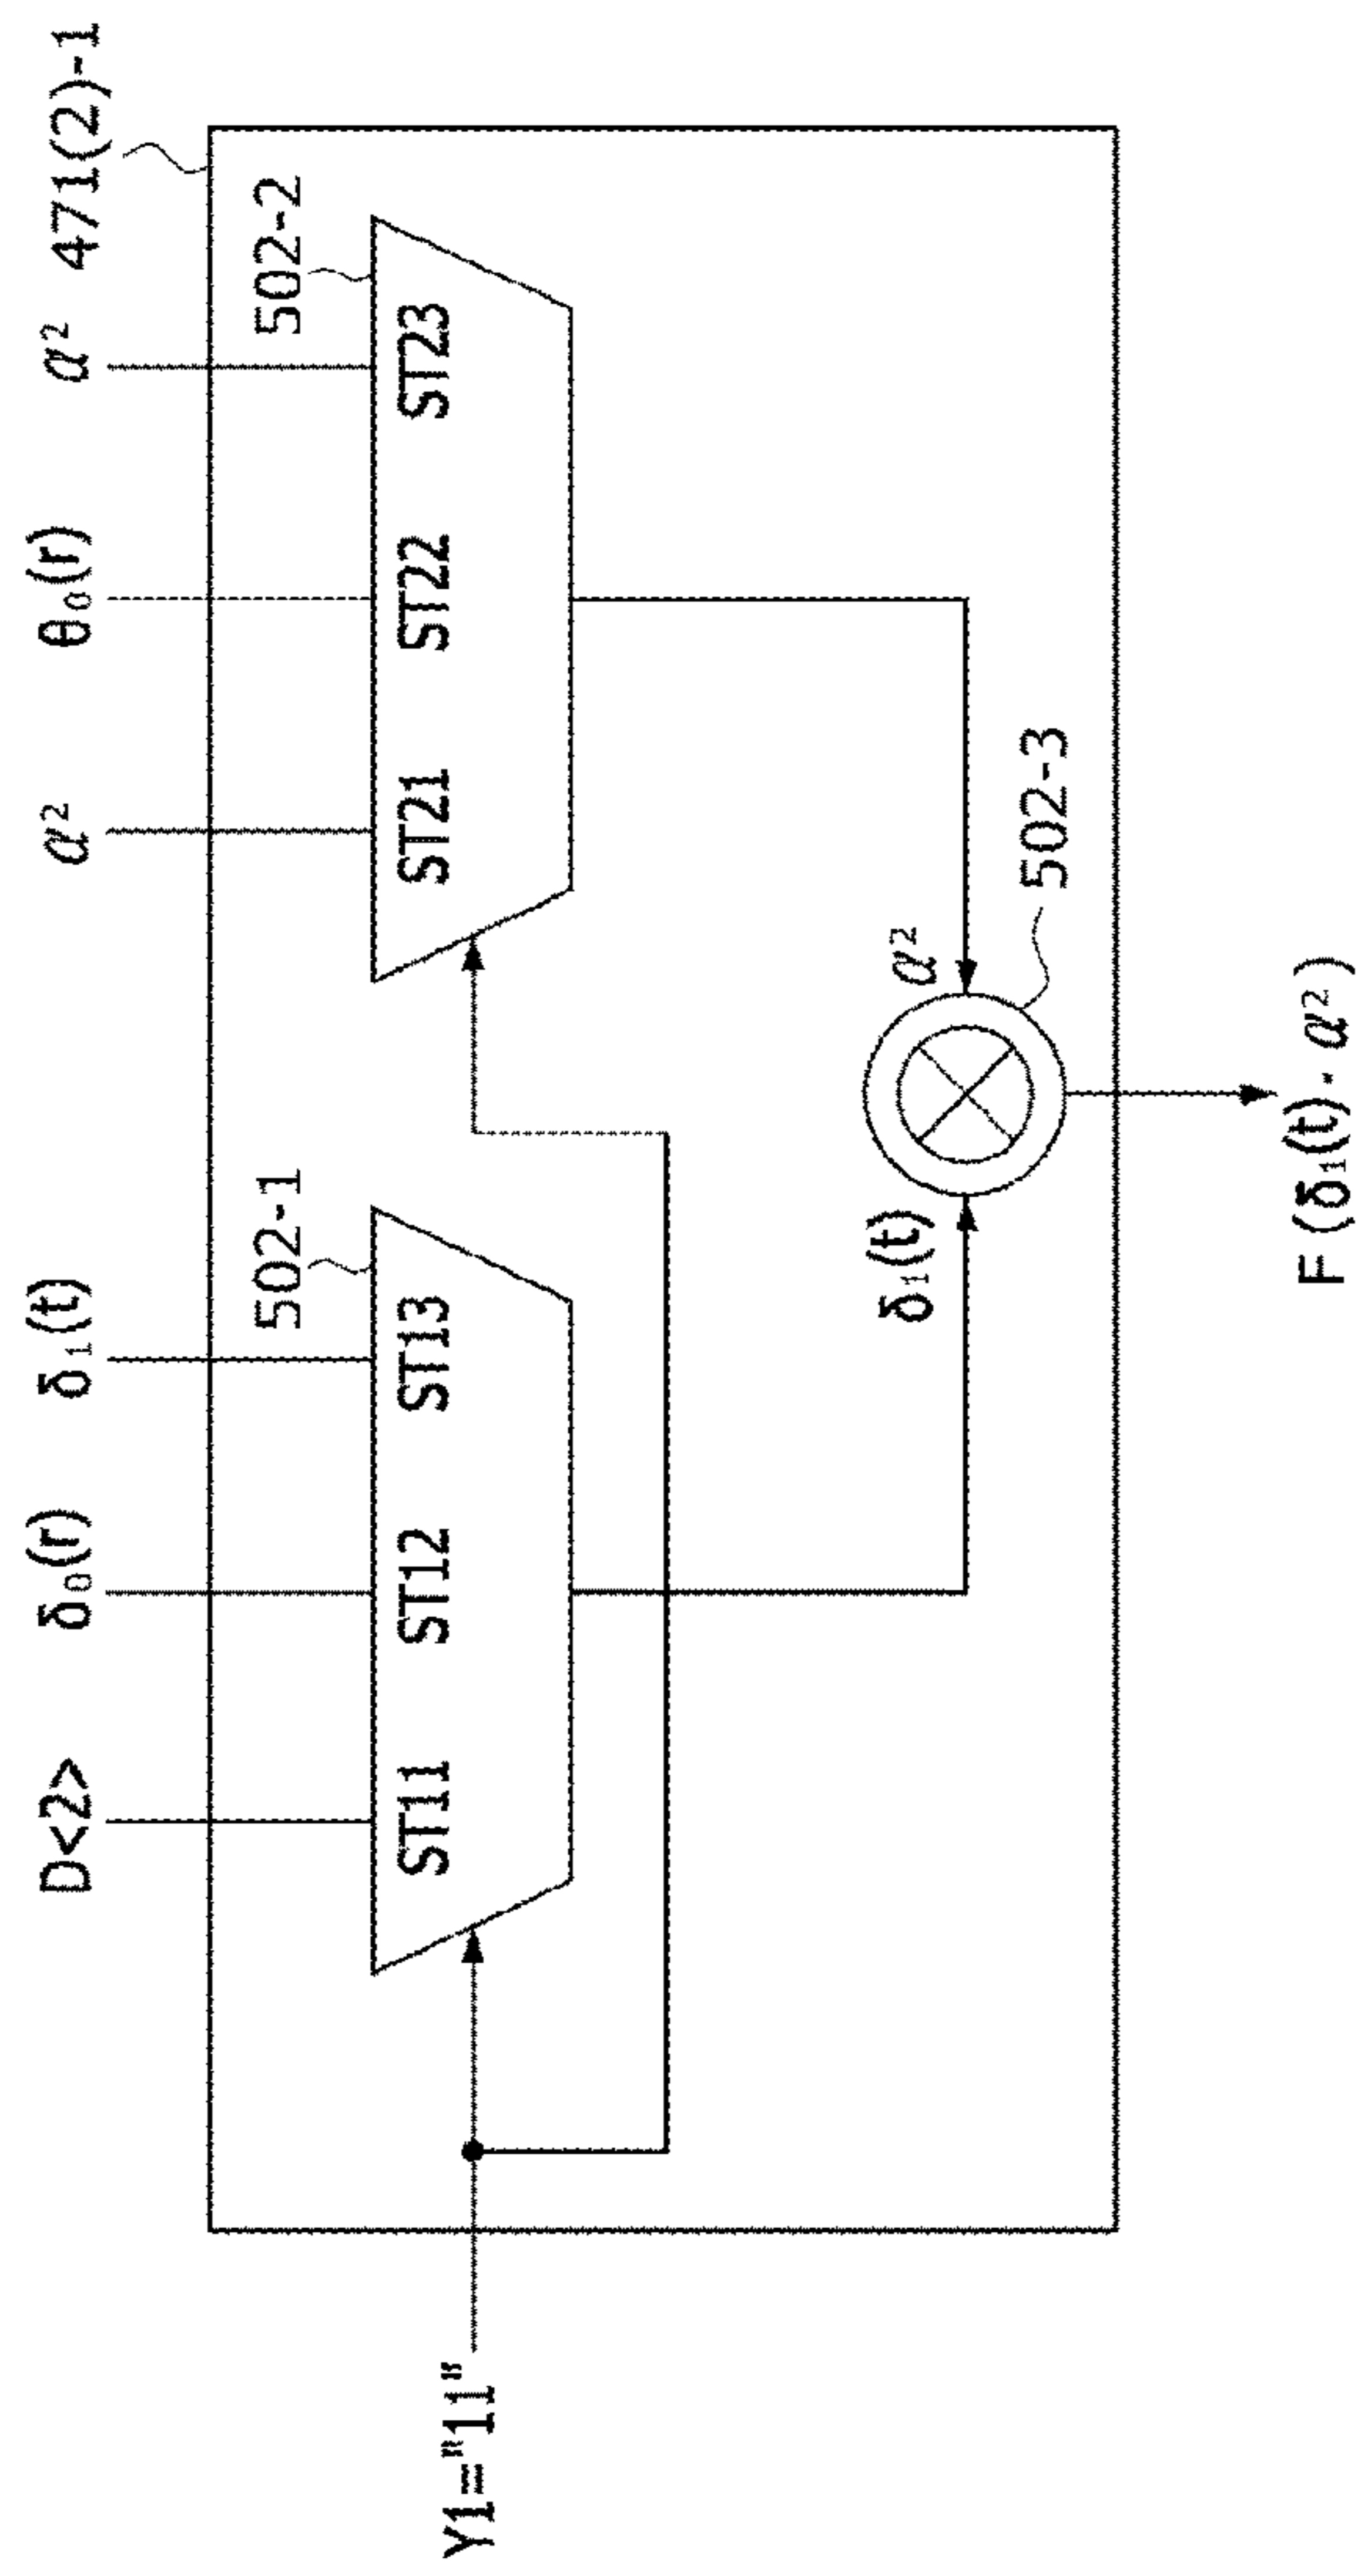 D<2> δ₀(r) δ₁(t) α² θ₀(r) α² 471(2)-1
502-1 502-2
ST11 ST12 ST13 ST21 ST22 ST23
Y1="11"
δ₁(t) α²
502-3
F(δ₁(t)·α²)